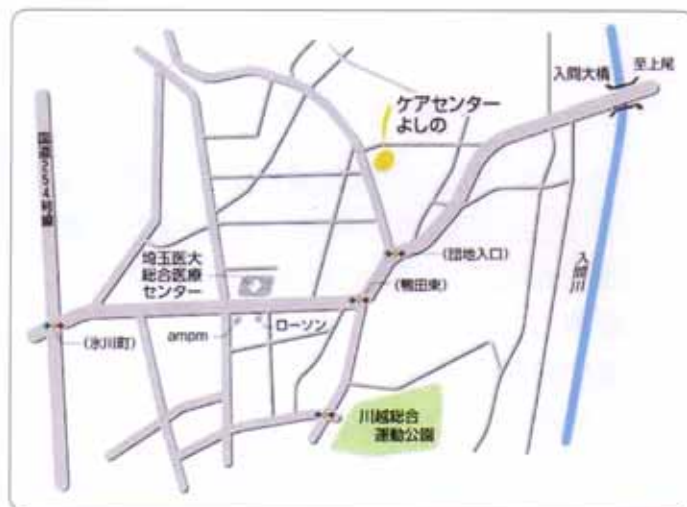 至上尾
入間大橋
ケアセンター
よしの
国道254号線
埼玉医大
総合医療
センター
(団地入口)
入間川
(鴨田東)
ampm
ローソン
(氷川町)
川越総合
運動公園